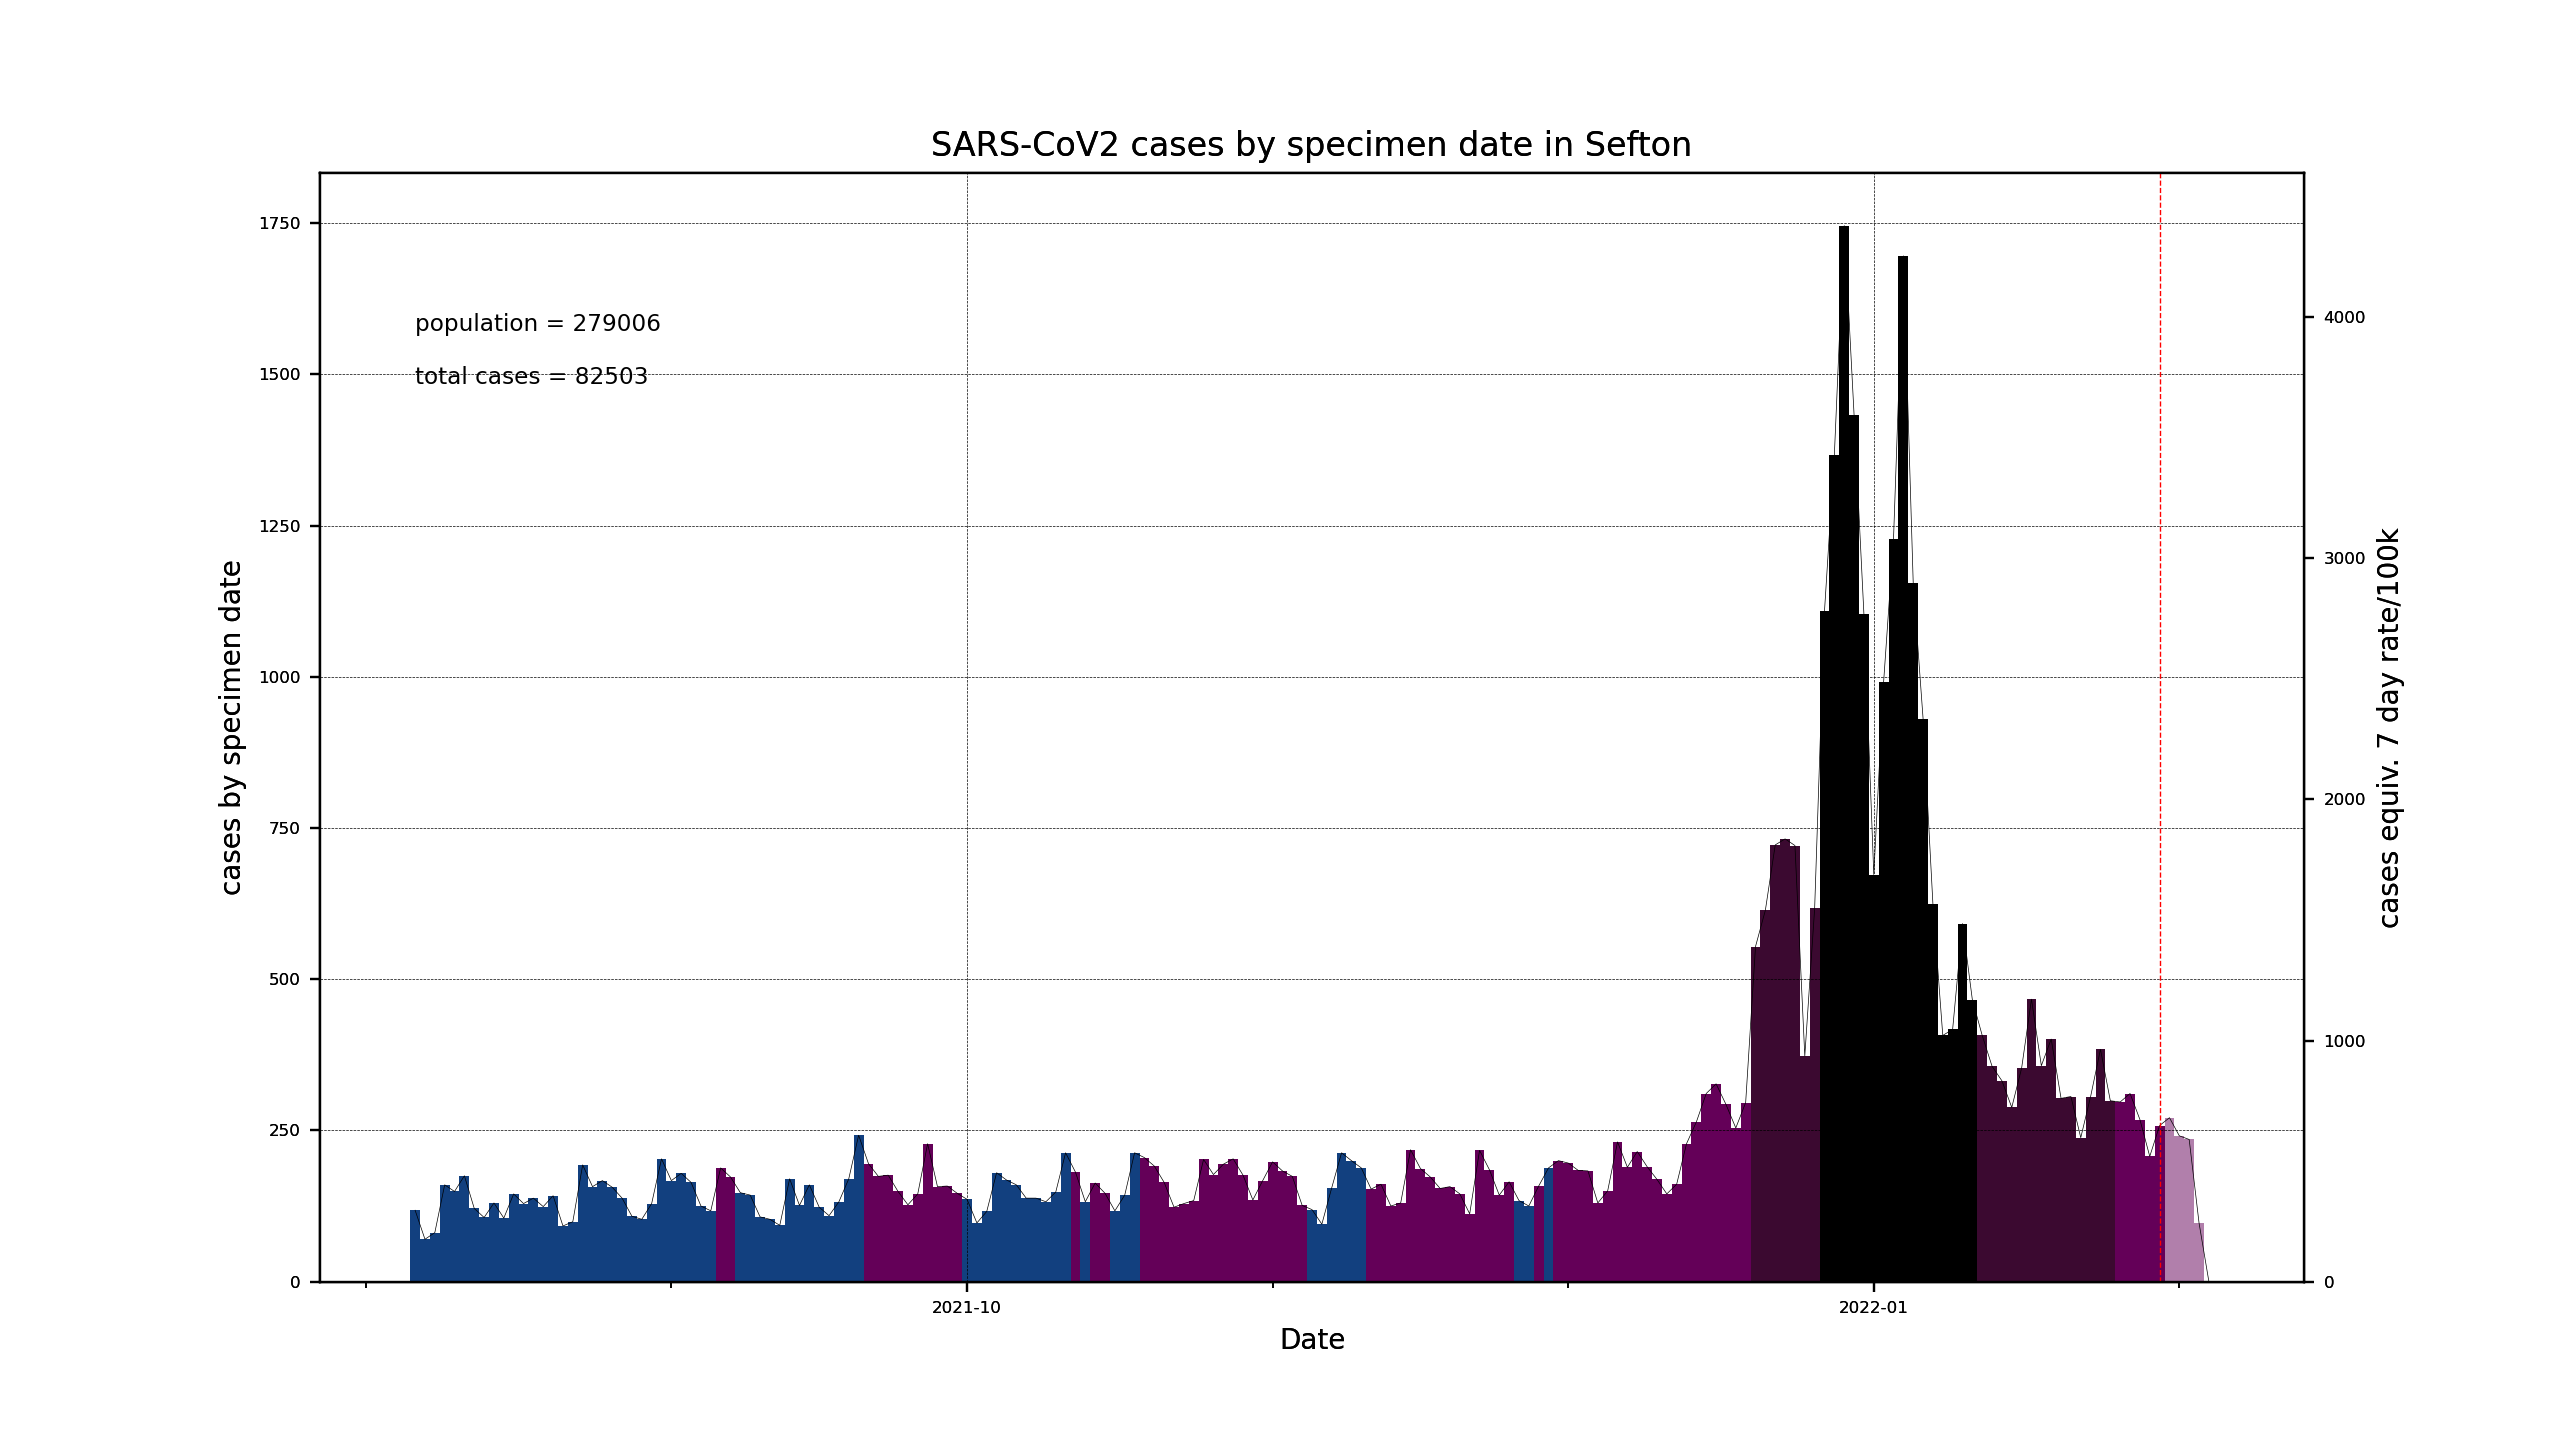 SARS-CoV2 cases by specimen date in Sefton
population = 279006
total cases = 82503
cases by specimen date
1750
1500
1250
1000
750
500
250
0
4000
3000
2000
1000
0
cases equiv. 7 day rate/100k
2021-10
2022-01
Date